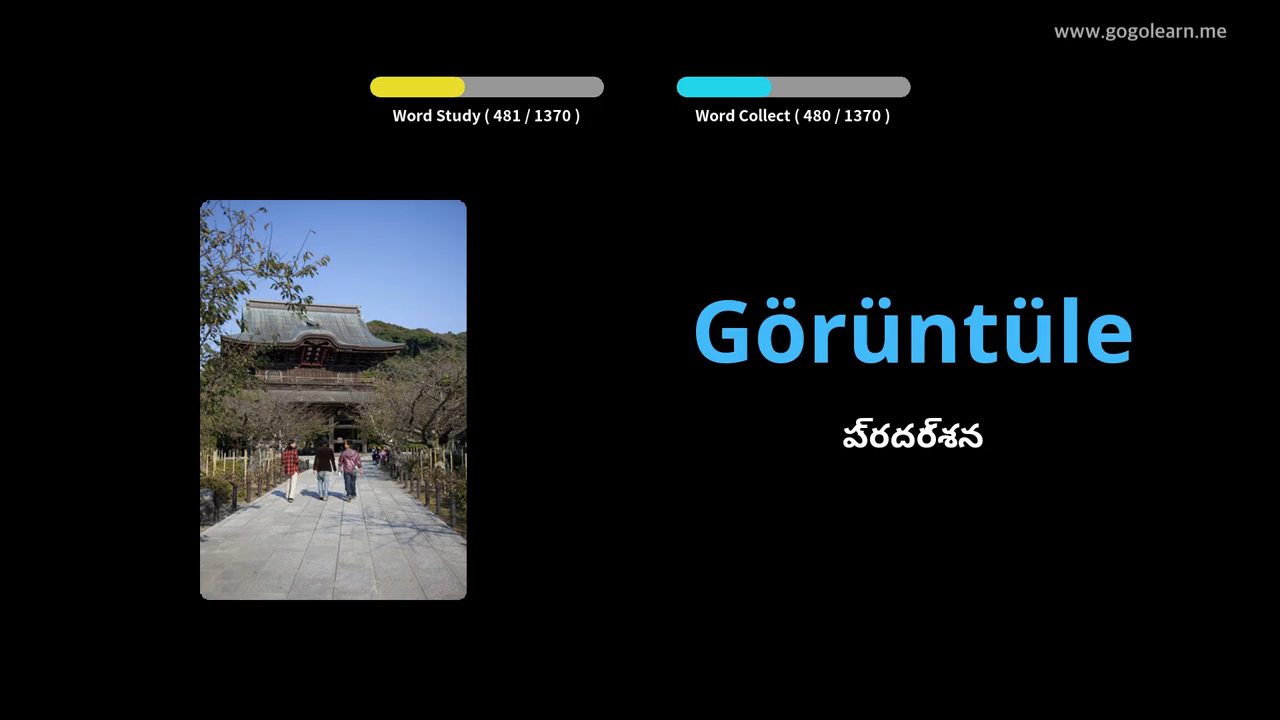 www.gogolearn.me
Word Study ( 481 / 1370 )
Word Collect ( 480 / 1370 )
Görüntüle
ప్రదర్శన